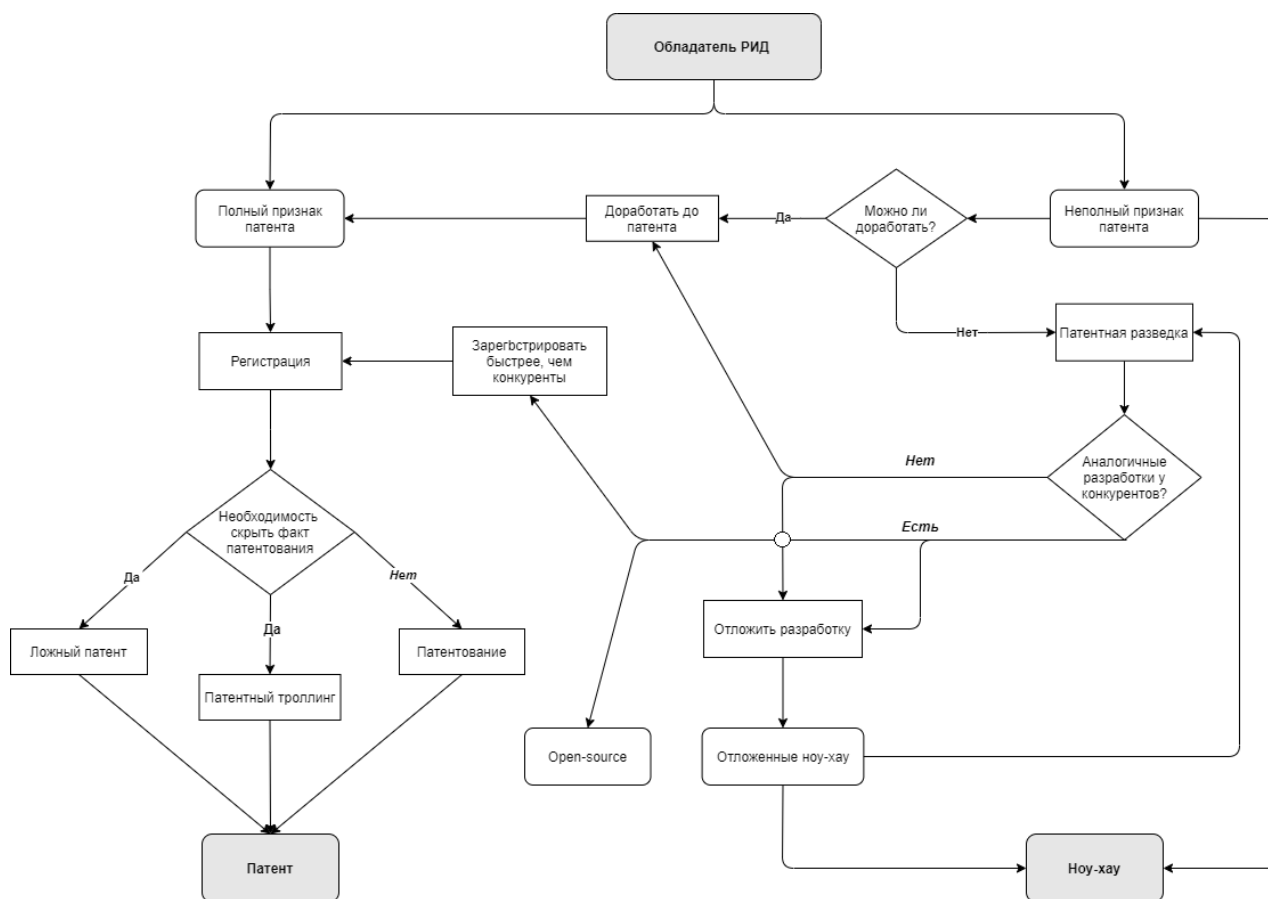 Обладатель РИД
Полный признак
патента
Доработать до
патента
Да
Можно ли
доработать?
Неполный признак
патента
Регистрация
Зарегbстрировать
быстрее, чем
конкуренты
Нет
Патентная разведка
Нет
Аналогичные
разработки у
конкурентов?
Необходимость
скрыть факт
патентования
Есть
Да
Нет
Да
Ложный патент
Патентование
Отложить разработку
Патентный троллинг
Open-source
Отложенные ноу-хау
Патент
Ноу-хау